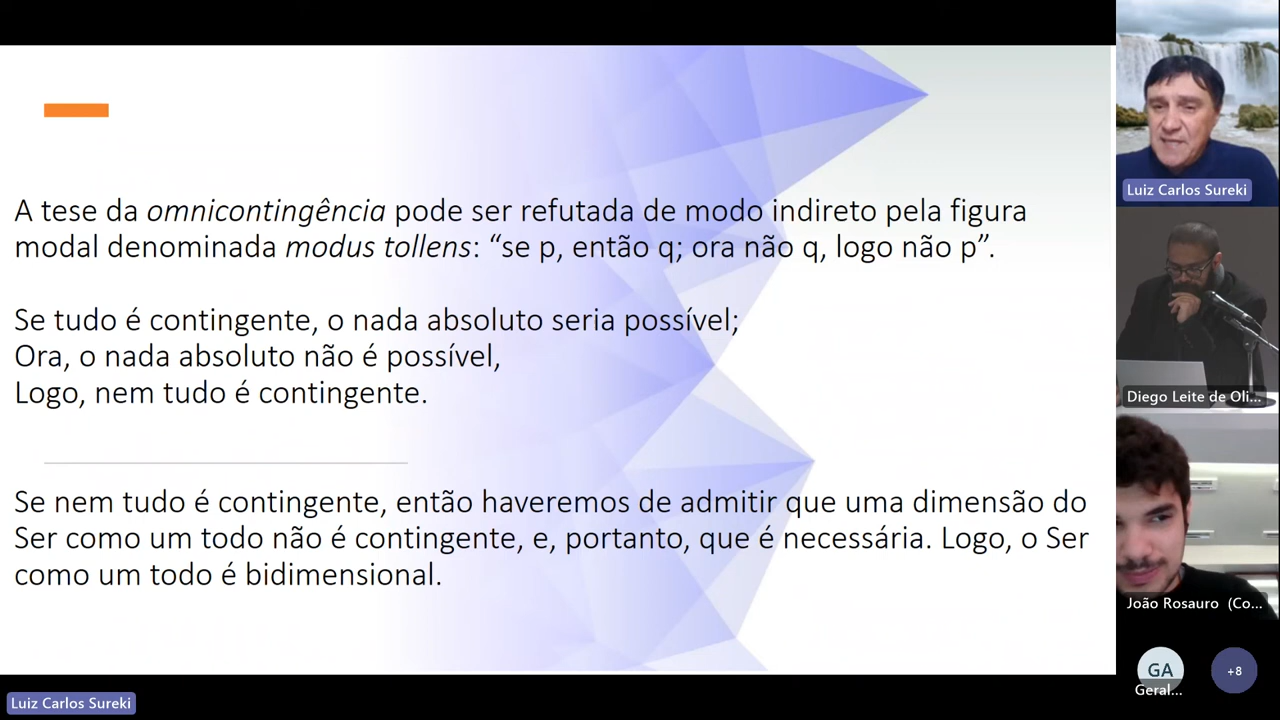 A tese da omnicontingência pode ser refutada de modo indireto pela figura
modal denominada modus tollens: “se p, então q; ora não q, logo não p”.
Se tudo é contingente, o nada absoluto seria possível;
Ora, o nada absoluto não é possível,
Logo, nem tudo é contingente.
Se nem tudo é contingente, então haveremos de admitir que uma dimensão do
Ser como um todo não é contingente, e, portanto, que é necessária. Logo, o Ser
como um todo é bidimensional.
Luiz Carlos Sureki
Diego Leite de Oli...
João Rosauro (Co...
GA
Geral...
+8
Luiz Carlos Sureki